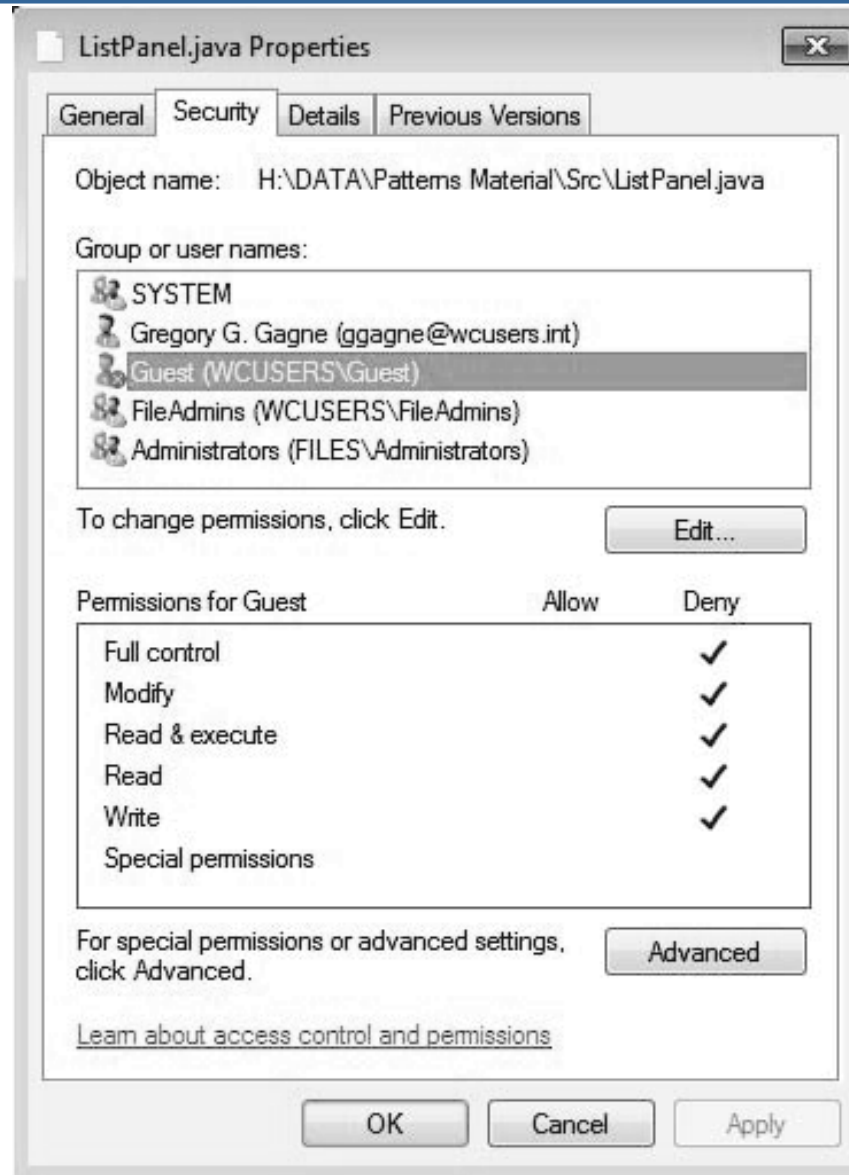 ListPanel.java Properties
General Security Details Previous Versions
Object name: H:\DATA\Patterns Material\Src\ListPanel.java
Group or user names:
SYSTEM
Gregory G. Gagne (ggagne@wcusers.int)
Guest (WCUSERS\Guest)
FileAdmins (WCUSERS\FileAdmins)
Administrators (FILES\Administrators)
To change permissions, click Edit.
Edit...
Permissions for Guest Allow Deny
Full control
Modify
Read & execute
Read
Write
Special permissions
For special permissions or advanced settings,
click Advanced.
Advanced
Learn about access control and permissions
OK Cancel Apply